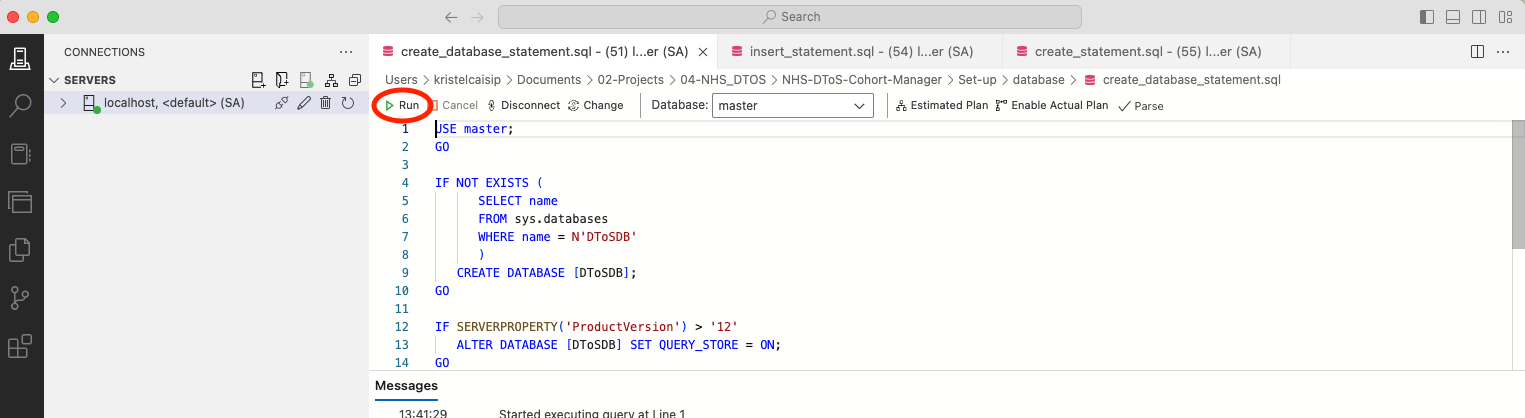 Search
CONNECTIONS
SERVERS
localhost, <default> (SA)
create_database_statement.sql - (51) l...er (SA)
insert_statement.sql - (54) l...er (SA)
create_statement.sql - (55) l...er (SA)
Users > kristelcaisip > Documents > 02-Projects > 04-NHS_DTOS > NHS-DToS-Cohort-Manager > Set-up > database > create_database_statement.sql
Run Cancel Disconnect Change Database: master Estimated Plan Enable Actual Plan Parse
1 USE master;
2 GO
3
4 IF NOT EXISTS (
5 SELECT name
6 FROM sys.databases
7 WHERE name = N'DToSDB'
8 )
9 CREATE DATABASE [DToSDB];
10 GO
11
12 IF SERVERPROPERTY('ProductVersion') > '12'
13 ALTER DATABASE [DToSDB] SET QUERY_STORE = ON;
14 GO
Messages
13:41:29 Started executing query at Line 1